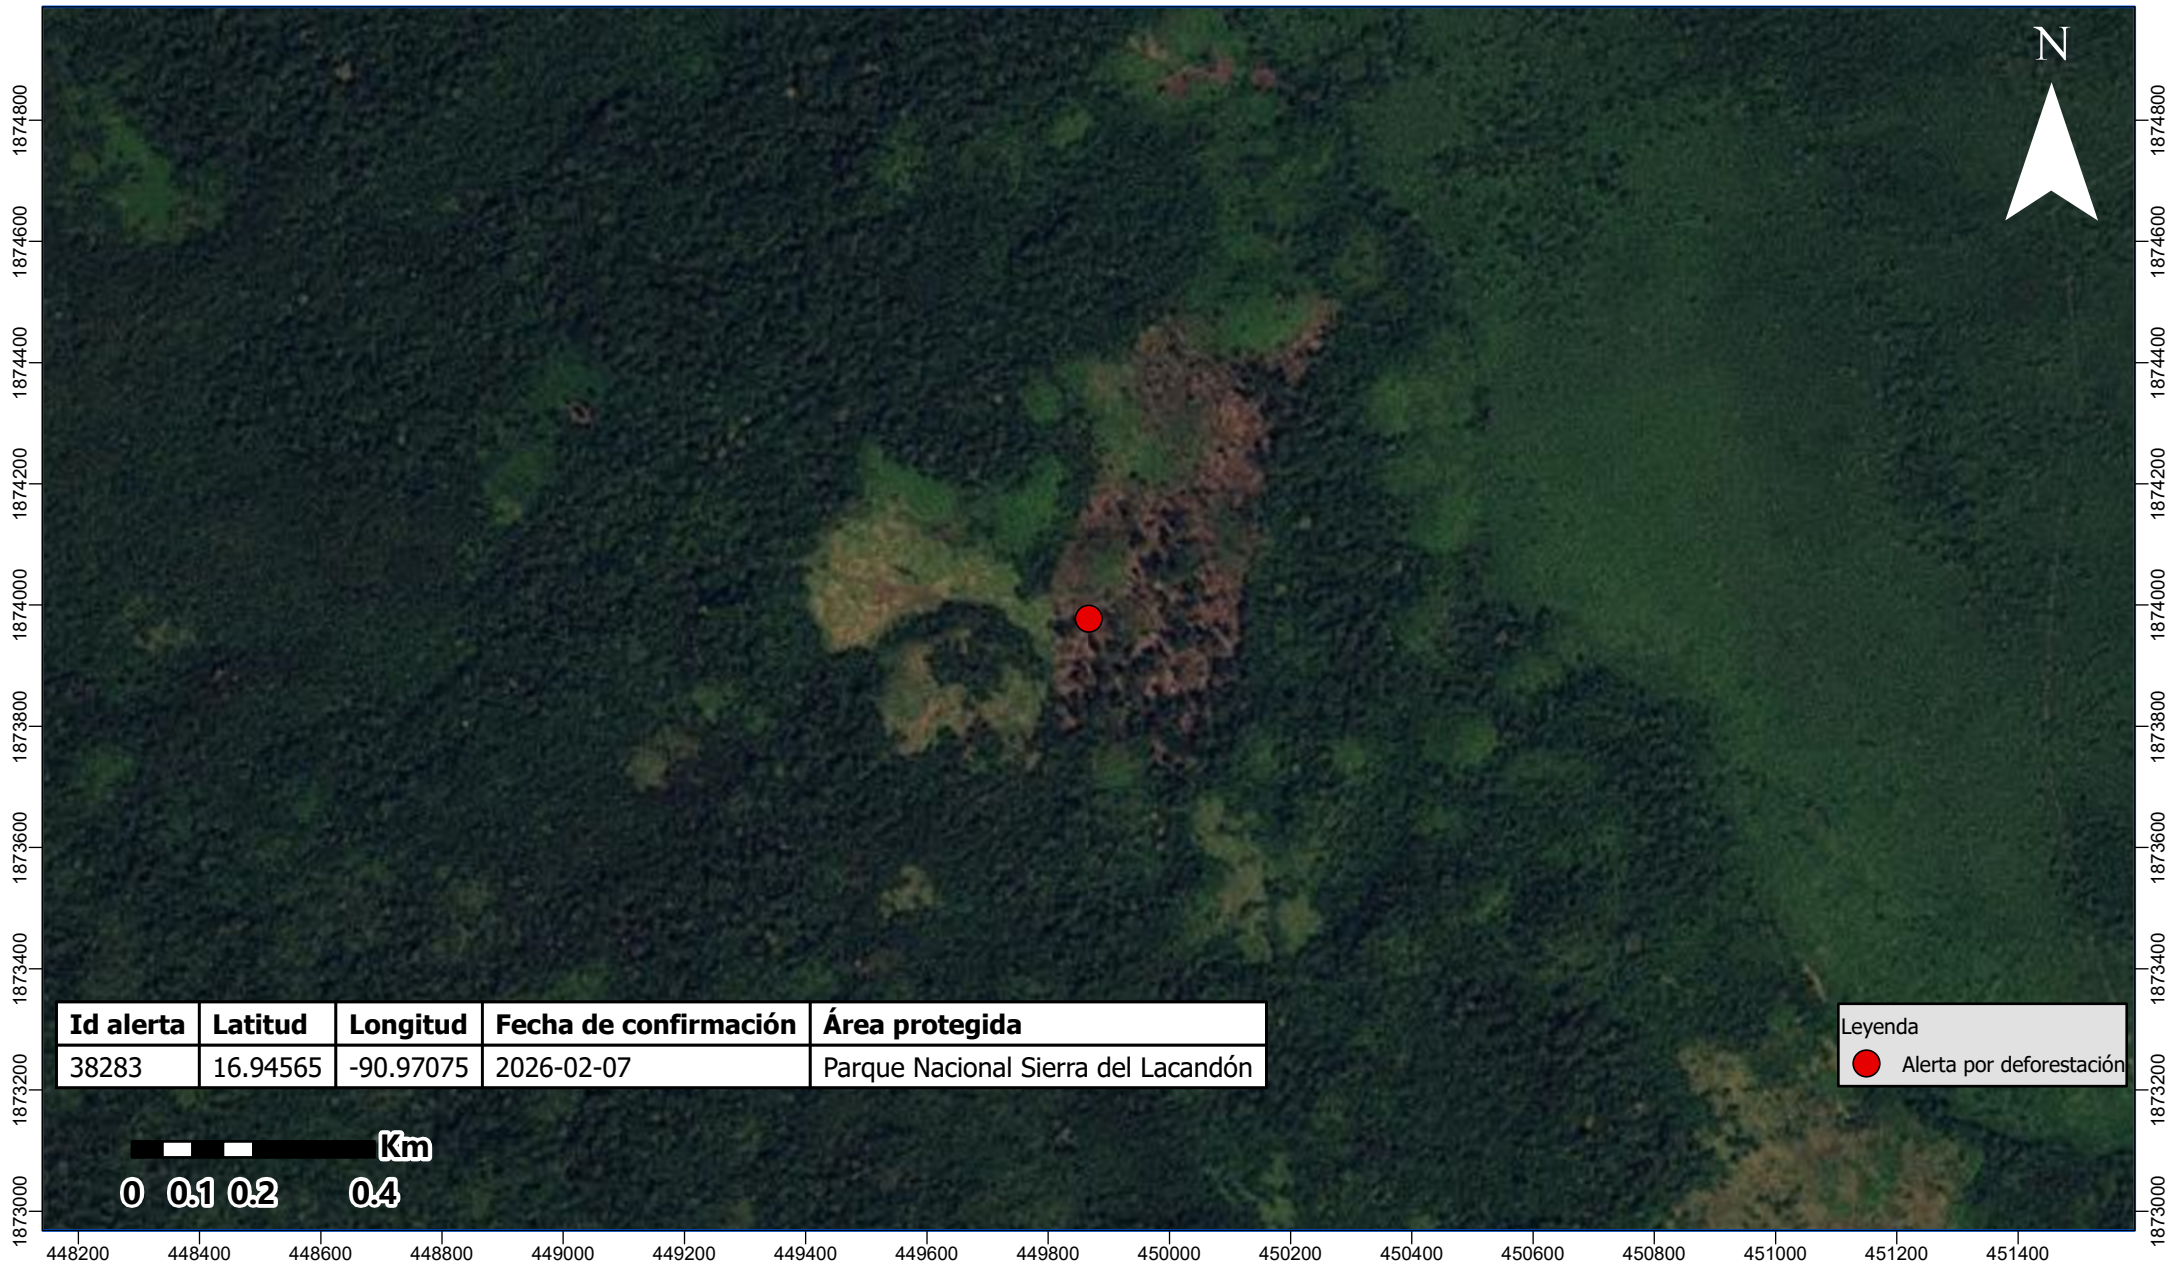 N
1874800
1874600
1874400
1874200
1874000
1873800
1873600
1873400
1873200
1873000
1874800
1874600
1874400
1874200
1874000
1873800
1873600
1873400
1873200
1873000
Id alerta Latitud Longitud Fecha de confirmación Área protegida
38283 16.94565 -90.97075 2026-02-07 Parque Nacional Sierra del Lacandón
Leyenda
Alerta por deforestación
Km
0 0.1 0.2 0.4
448200 448400 448600 448800 449000 449200 449400 449600 449800 450000 450200 450400 450600 450800 451000 451200 451400